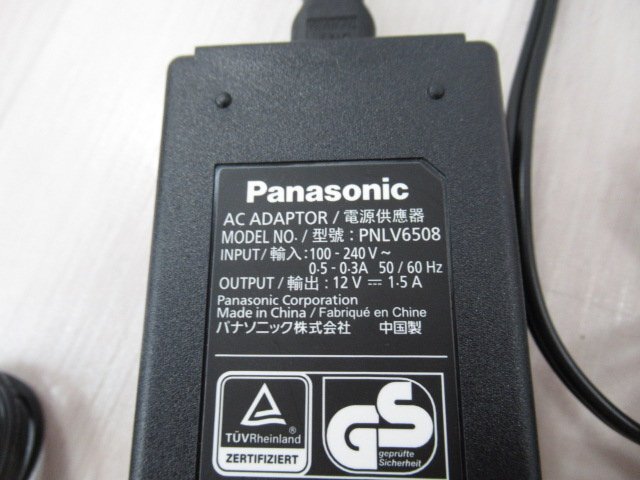 Panasonic
AC ADAPTOR / 電源供應器
MODEL NO. / 型號 : PNLV6508
INPUT / 輸入 : 100 - 240 V ~
0.5 - 0.3A 50 / 60 Hz
OUTPUT / 輸出 : 12 V ⎓ 1.5 A
Panasonic Corporation
Made in China / Fabriqué en Chine
パナソニック株式会社 中国製
TÜVRheinland
ZERTIFIZIERT
GS
geprüfte
Sicherheit